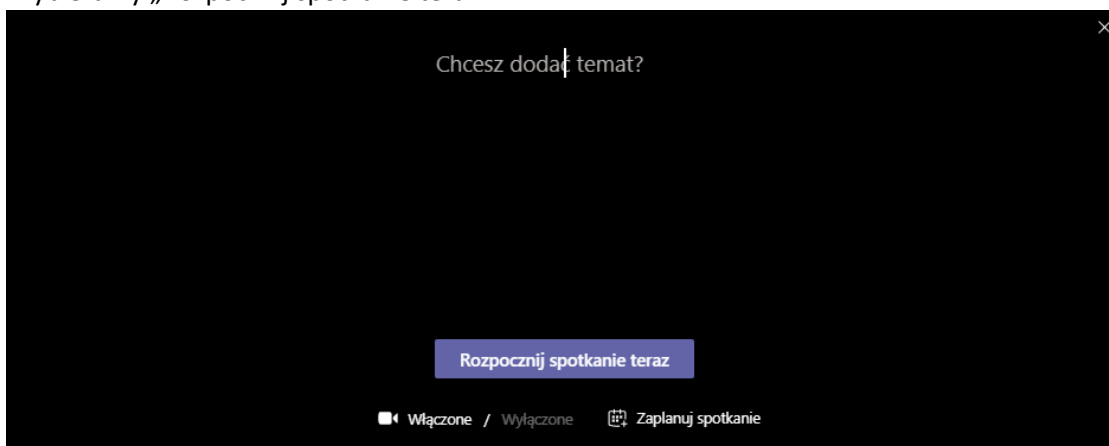 Chcesz dodać temat?
Rozpocznij spotkanie teraz
Włączone / Wyłączone Zaplanuj spotkanie